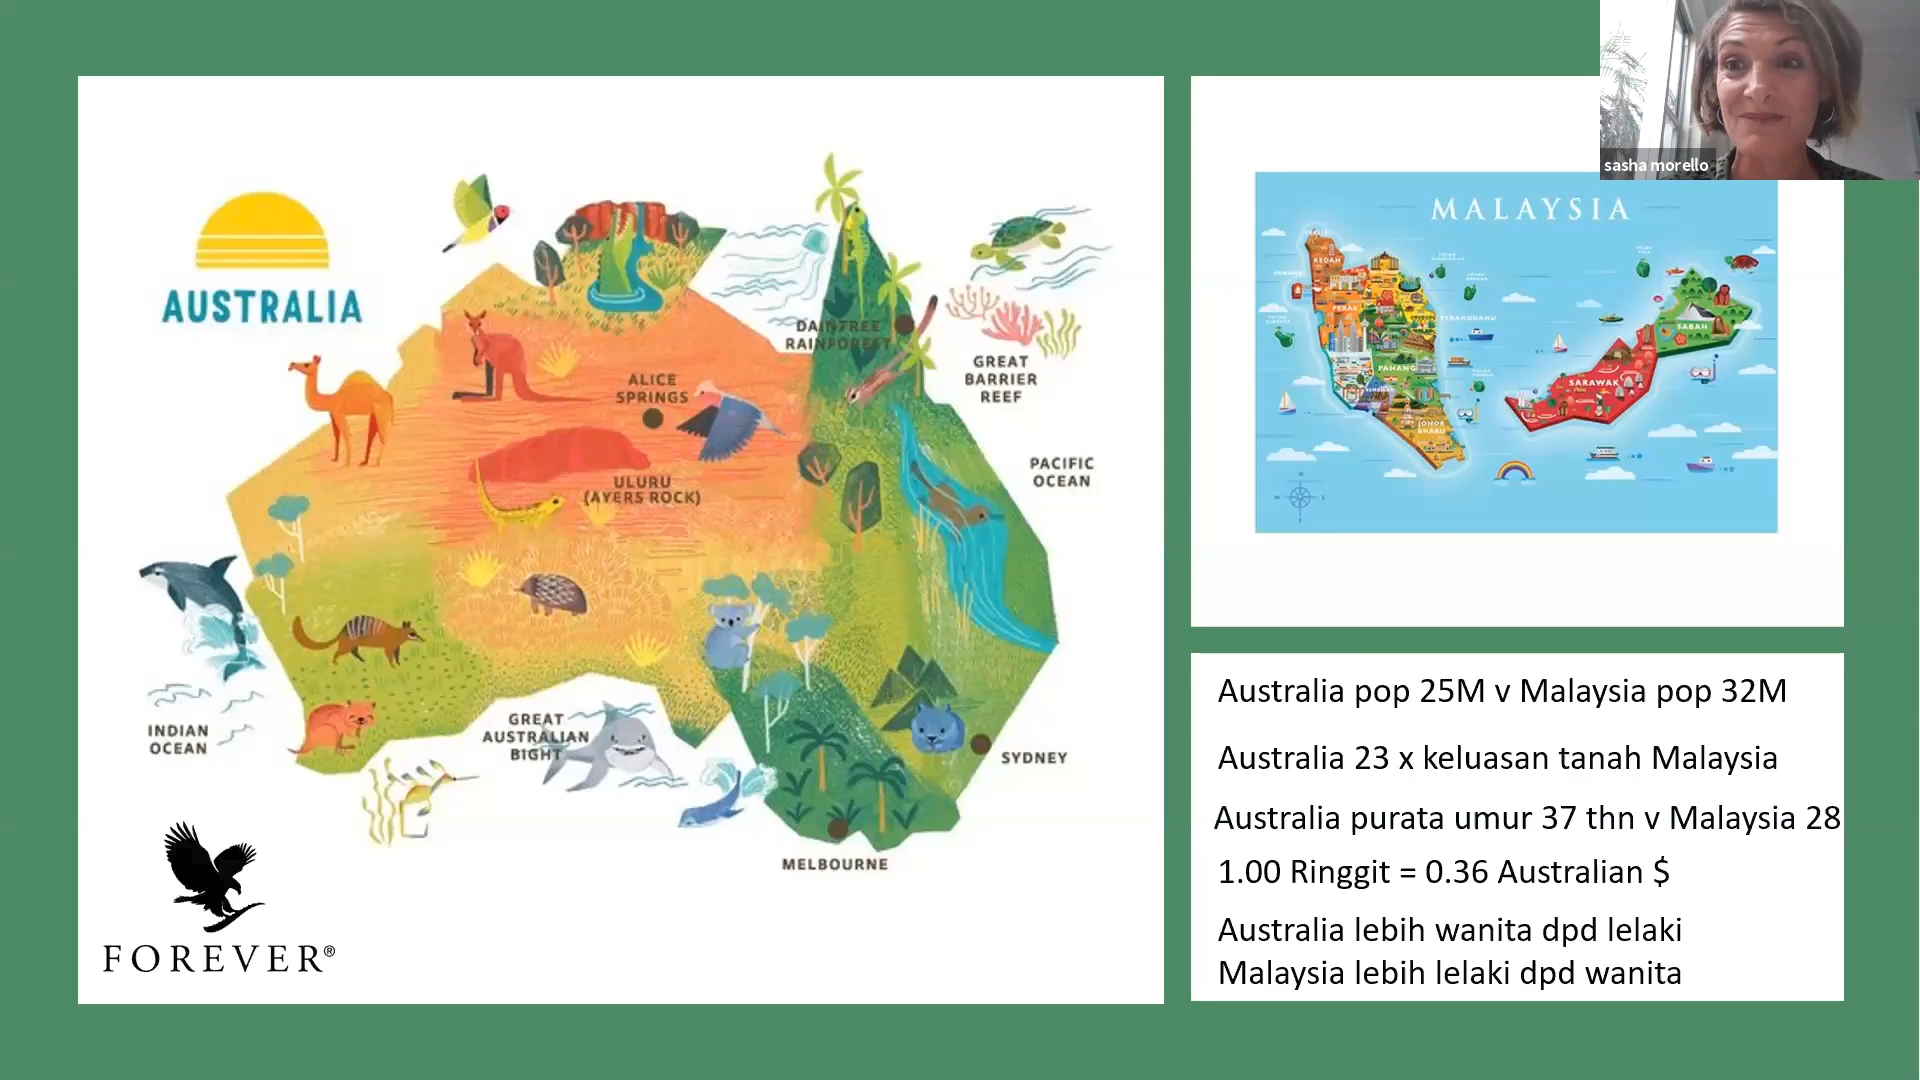 sasha morello
AUSTRALIA
DAINTREE
RAINFOREST
GREAT
BARRIER
REEF
ALICE
SPRINGS
PACIFIC
OCEAN
ULURU
(AYERS ROCK)
INDIAN
OCEAN
GREAT
AUSTRALIAN
BIGHT
SYDNEY
MELBOURNE
FOREVER®
MALAYSIA
KEDAH
PERAK
PAHANG
JOHOR
BHARU
SABAH
SARAWAK
Australia pop 25M v Malaysia pop 32M
Australia 23 x keluasan tanah Malaysia
Australia purata umur 37 thn v Malaysia 28
1.00 Ringgit = 0.36 Australian $
Australia lebih wanita dpd lelaki
Malaysia lebih lelaki dpd wanita